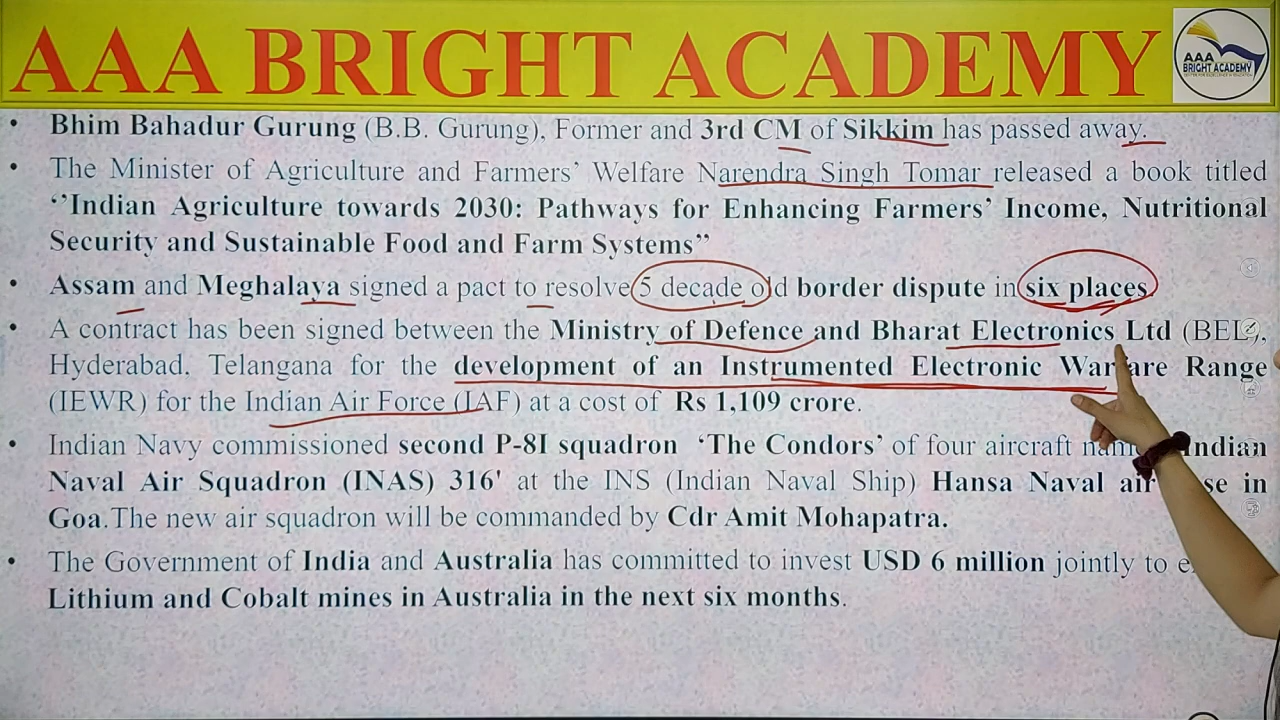 AAA BRIGHT ACADEMY
AAA
BRIGHT ACADEMY
• Bhim Bahadur Gurung (B.B. Gurung), Former and 3rd CM of Sikkim has passed away.
• The Minister of Agriculture and Farmers’ Welfare Narendra Singh Tomar released a book titled
‘’Indian Agriculture towards 2030: Pathways for Enhancing Farmers’ Income, Nutritional
Security and Sustainable Food and Farm Systems”
• Assam and Meghalaya signed a pact to resolve 5 decade old border dispute in six places.
• A contract has been signed between the Ministry of Defence and Bharat Electronics Ltd (BEL),
Hyderabad, Telangana for the development of an Instrumented Electronic Warfare Range
(IEWR) for the Indian Air Force (IAF) at a cost of Rs 1,109 crore.
• Indian Navy commissioned second P-8I squadron ‘The Condors’ of four aircraft Indian
Naval Air Squadron (INAS) 316' at the INS (Indian Naval Ship) Hansa Naval air in
Goa.The new air squadron will be commanded by Cdr Amit Mohapatra.
• The Government of India and Australia has committed to invest USD 6 million jointly to
Lithium and Cobalt mines in Australia in the next six months.